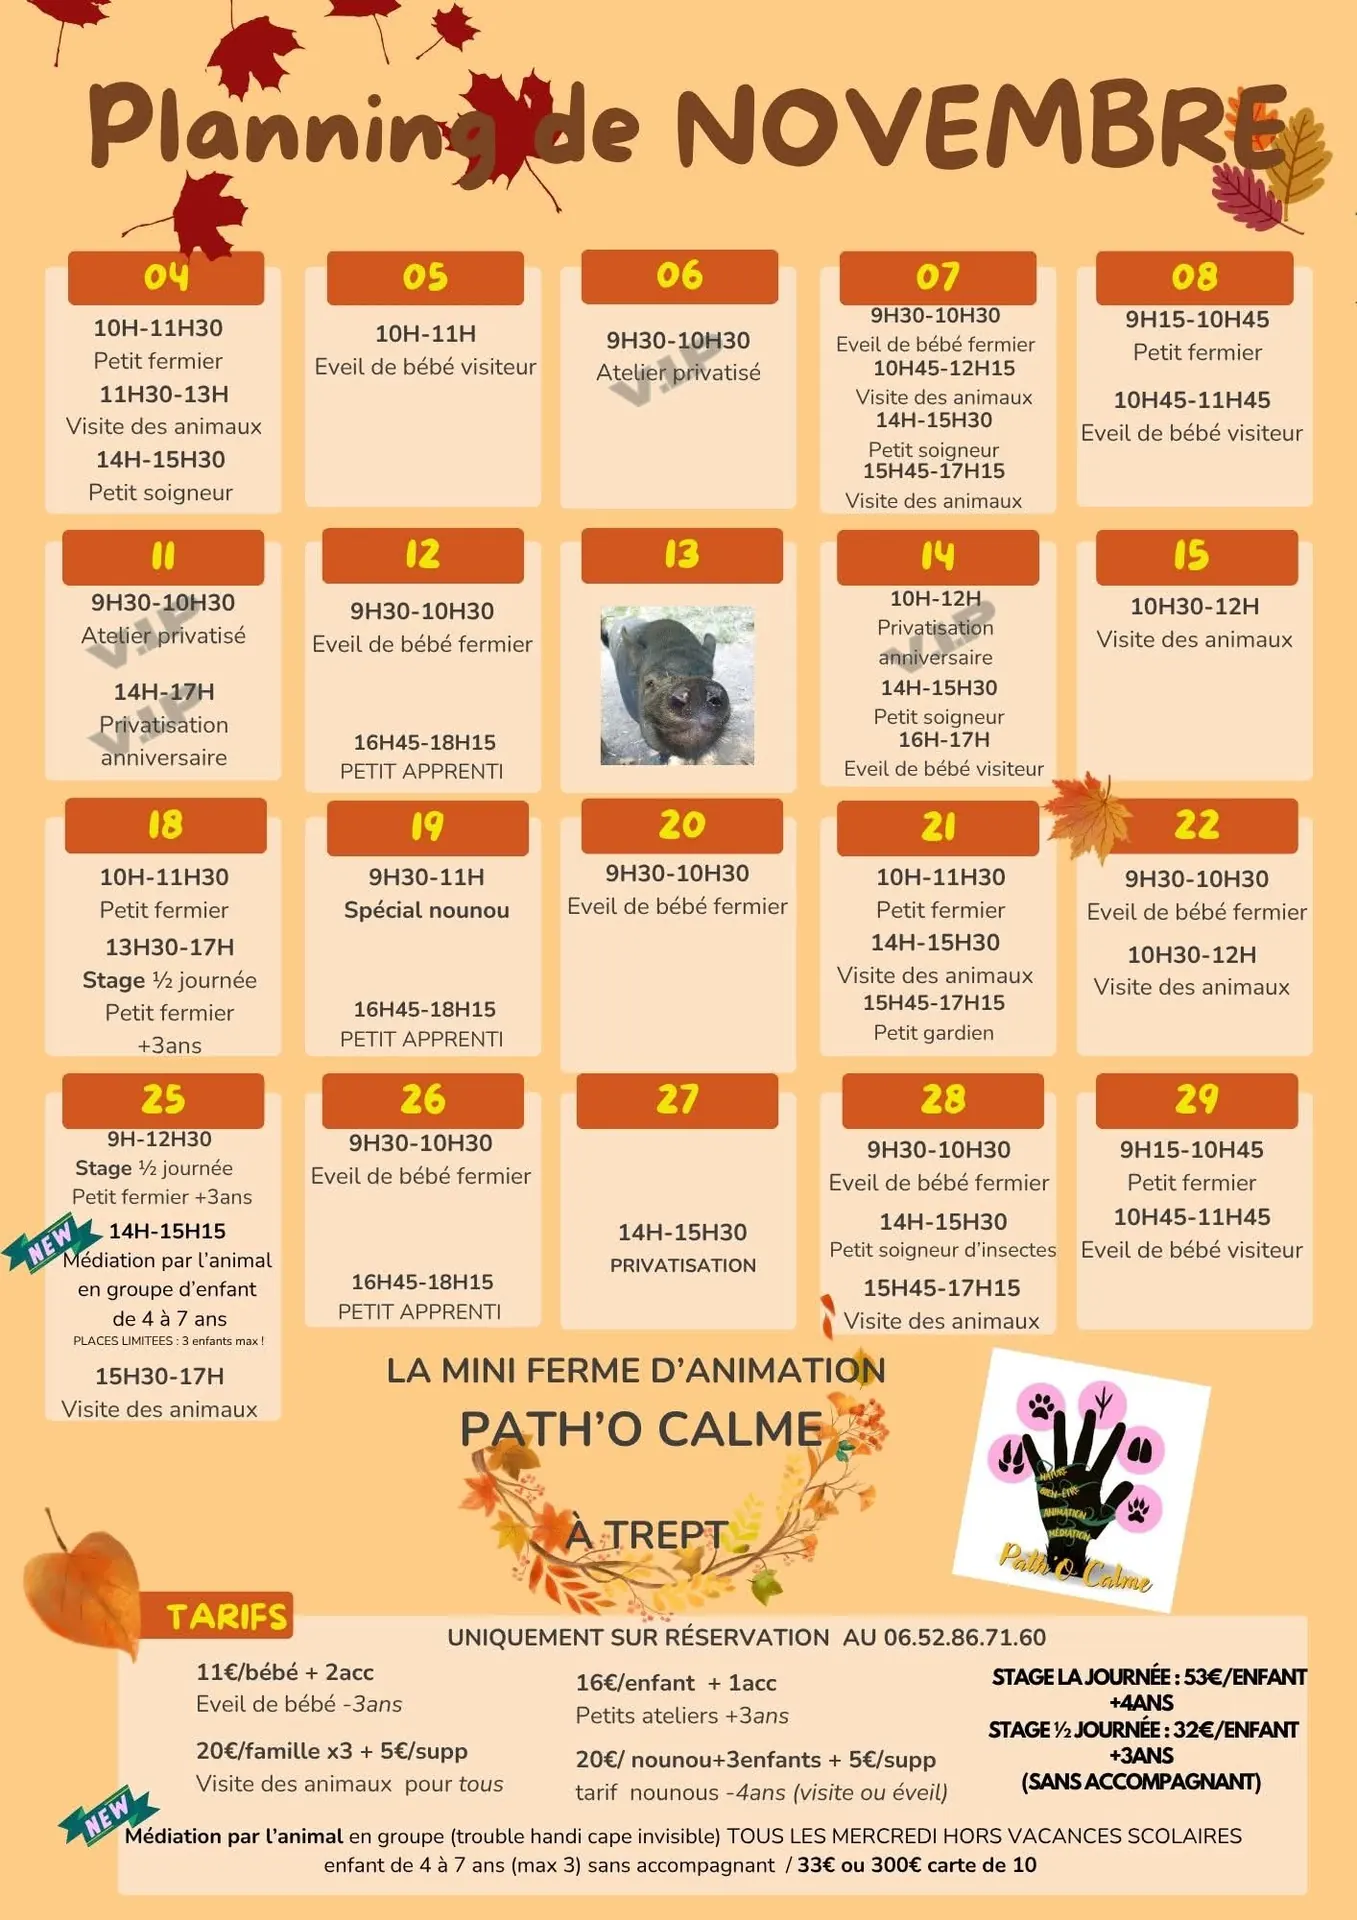 Planning de NOVEMBRE
04
10H-11H30
Petit fermier
11H30-13H
Visite des animaux
14H-15H30
Petit soigneur
05
10H-11H
Eveil de bébé visiteur
06
9H30-10H30
Atelier privatisé
V.I.P
07
9H30-10H30
Eveil de bébé fermier
10H45-12H15
Visite des animaux
14H-15H30
Petit soigneur
15H45-17H15
Visite des animaux
08
9H15-10H45
Petit fermier
10H45-11H45
Eveil de bébé visiteur
11
9H30-10H30
Atelier privatisé
V.I.P
14H-17H
Privatisation
anniversaire
V.I.P
12
9H30-10H30
Eveil de bébé fermier
16H45-18H15
PETIT APPRENTI
13
14
10H-12H
Privatisation
anniversaire
V.I.P
14H-15H30
Petit soigneur
16H-17H
Eveil de bébé visiteur
15
10H30-12H
Visite des animaux
18
10H-11H30
Petit fermier
13H30-17H
Stage ½ journée
Petit fermier
+3ans
19
9H30-11H
Spécial nounou
16H45-18H15
PETIT APPRENTI
20
9H30-10H30
Eveil de bébé fermier
21
10H-11H30
Petit fermier
14H-15H30
Visite des animaux
15H45-17H15
Petit gardien
22
9H30-10H30
Eveil de bébé fermier
10H30-12H
Visite des animaux
25
9H-12H30
Stage ½ journée
Petit fermier +3ans
NEW
14H-15H15
Médiation par l'animal
en groupe d'enfant
de 4 à 7 ans
PLACES LIMITEES : 3 enfants max !
15H30-17H
Visite des animaux
26
9H30-10H30
Eveil de bébé fermier
16H45-18H15
PETIT APPRENTI
27
14H-15H30
PRIVATISATION
28
9H30-10H30
Eveil de bébé fermier
14H-15H30
Petit soigneur d'insectes
15H45-17H15
Visite des animaux
29
9H15-10H45
Petit fermier
10H45-11H45
Eveil de bébé visiteur
LA MINI FERME D'ANIMATION
PATH'O CALME
À TREPT
NATURE
BIEN-ÊTRE
ANIMATION
MÉDIATION
Path'O Calme
TARIFS
UNIQUEMENT SUR RÉSERVATION AU 06.52.86.71.60
11€/bébé + 2acc
Eveil de bébé -3ans
20€/famille x3 + 5€/supp
Visite des animaux pour tous
16€/enfant + 1acc
Petits ateliers +3ans
20€/ nounou+3enfants + 5€/supp
tarif nounous -4ans (visite ou éveil)
STAGE LA JOURNÉE : 53€/ENFANT
+4ANS
STAGE ½ JOURNÉE : 32€/ENFANT
+3ANS
(SANS ACCOMPAGNANT)
NEW
Médiation par l'animal en groupe (trouble handi cape invisible) TOUS LES MERCREDI HORS VACANCES SCOLAIRES
enfant de 4 à 7 ans (max 3) sans accompagnant / 33€ ou 300€ carte de 10